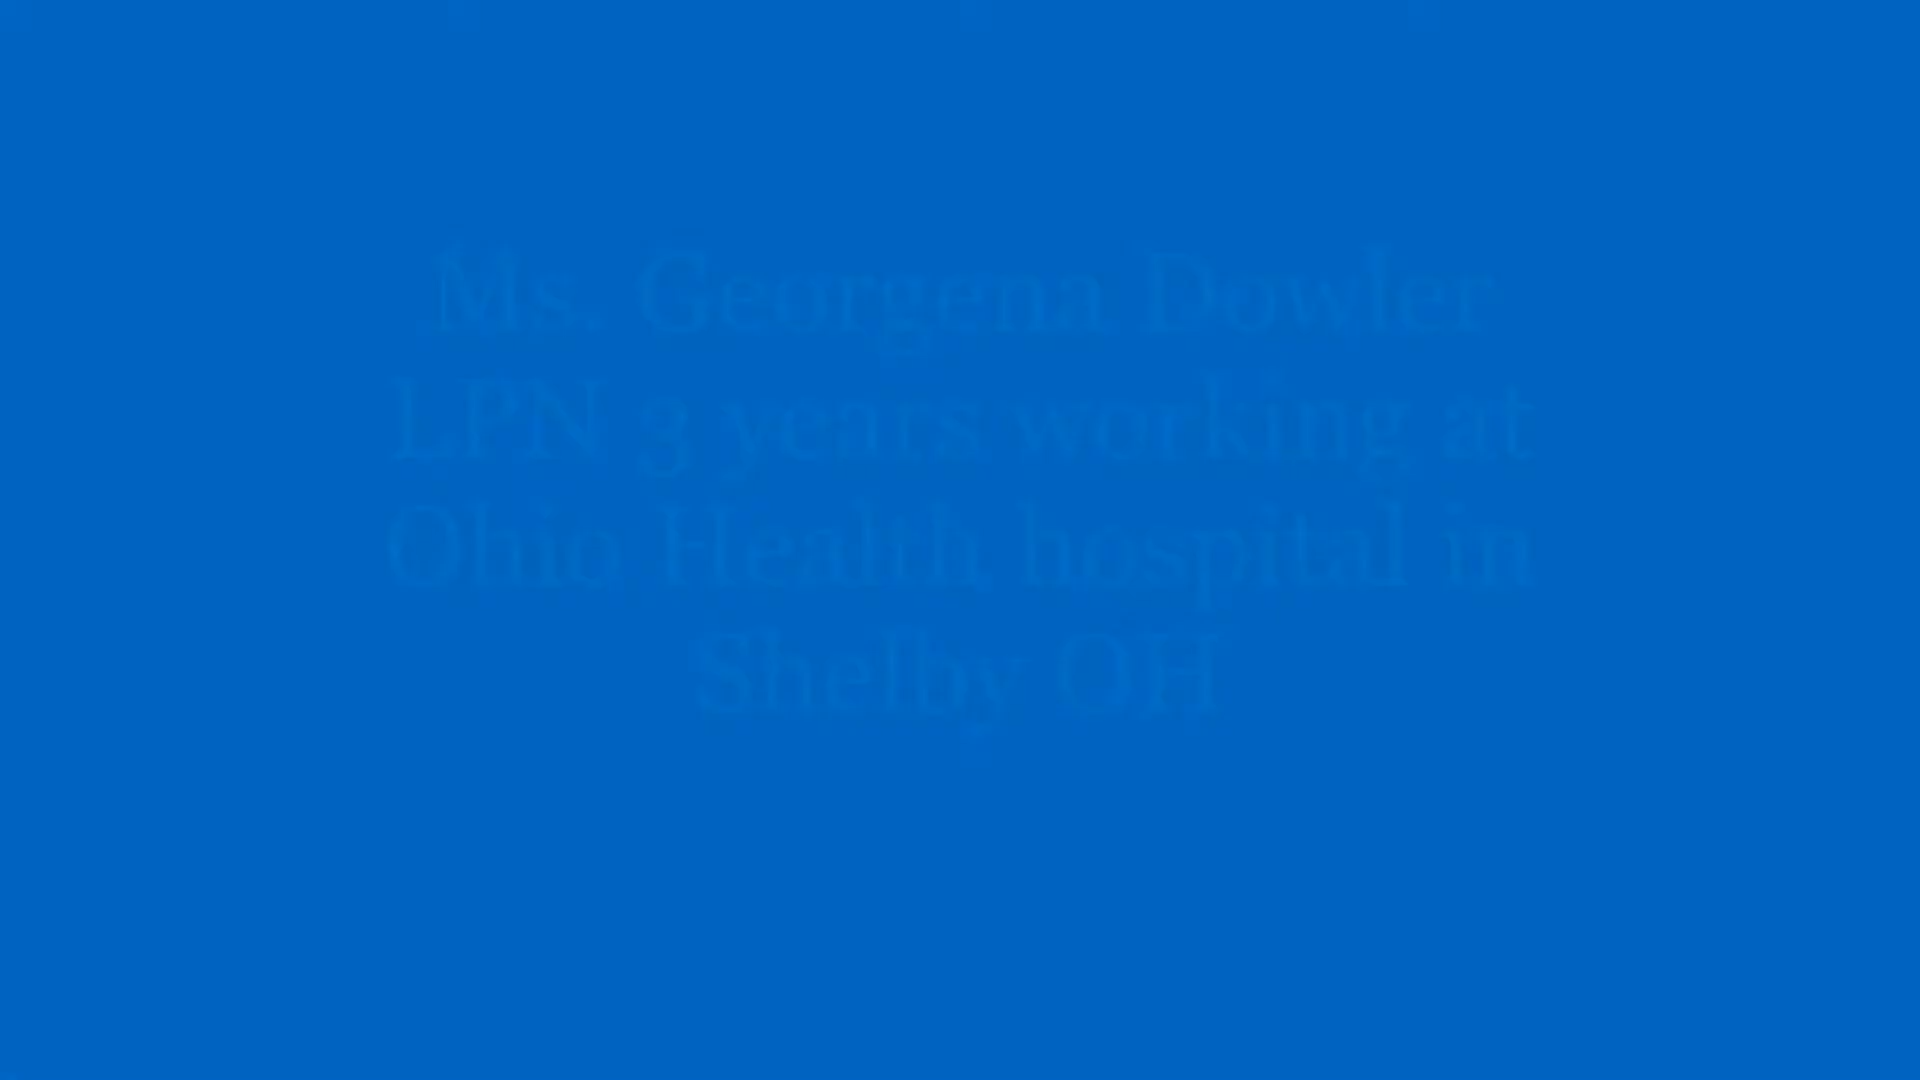 Ms. Georgena Dowler
LPN 3 years working at
Ohio Health hospital in
Shelby OH